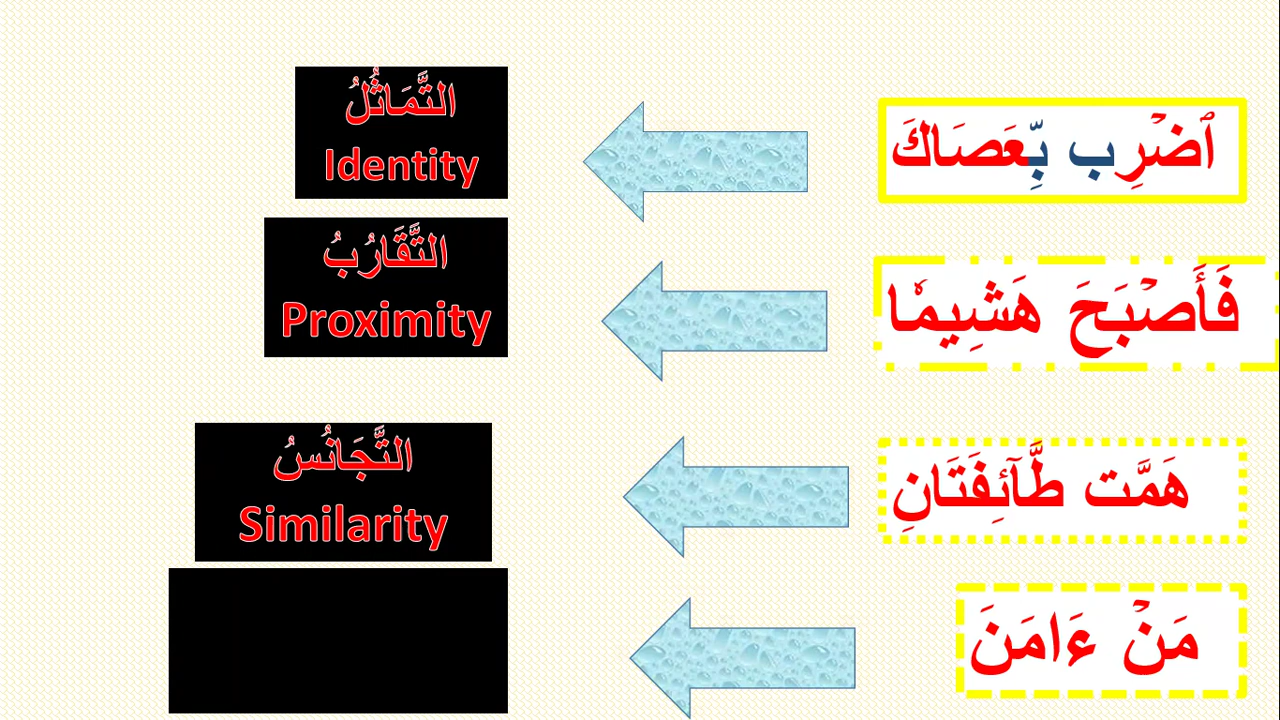 ٱضْرِب بِّعَصَاكَ
التَّمَاثُلُ
Identity
فَأَصْبَحَ هَشِيمٗا
التَّقَارُبُ
Proximity
هَمَّت طَّآئِفَتَانِ
التَّجَانُسُ
Similarity
مَنْ ءَامَنَ